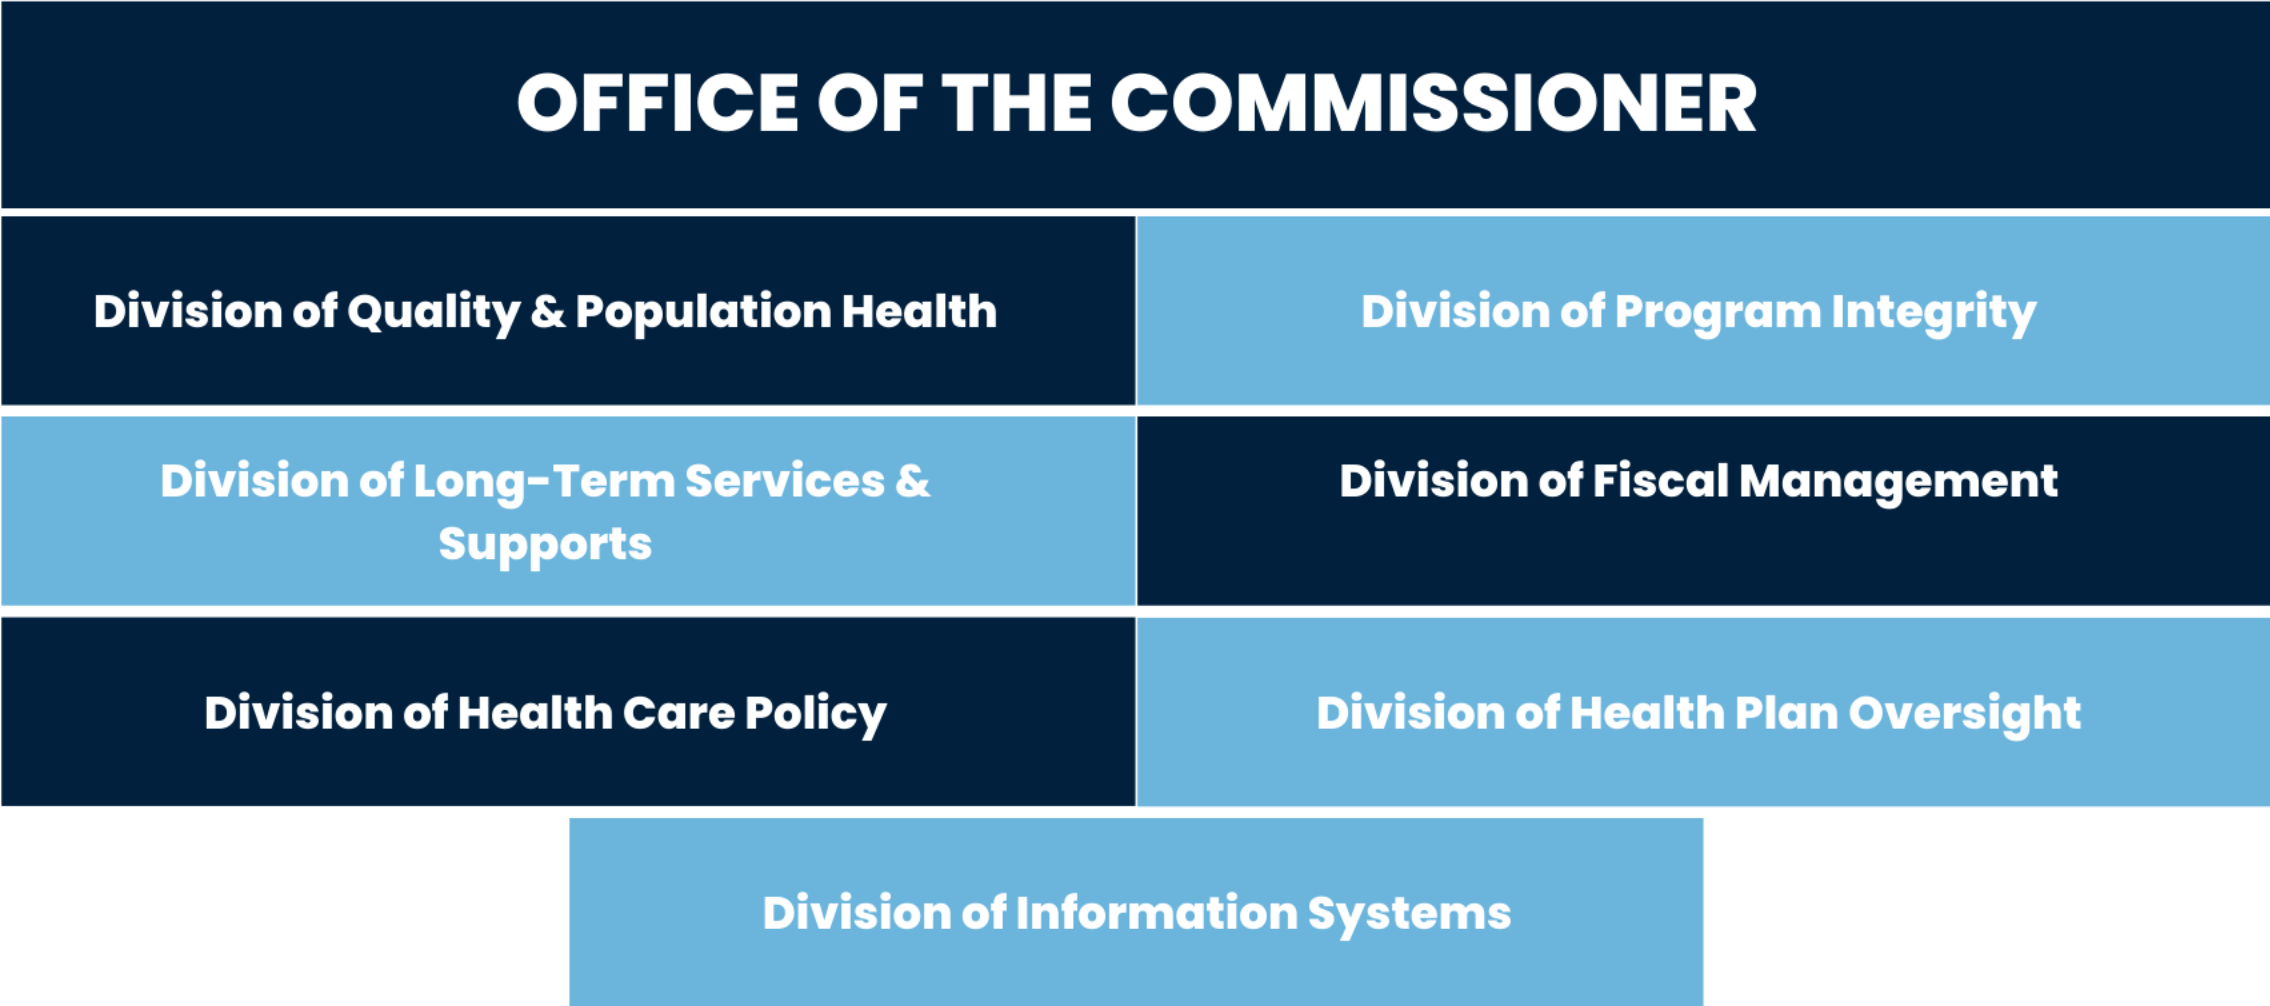 OFFICE OF THE COMMISSIONER
Division of Quality & Population Health
Division of Program Integrity
Division of Long-Term Services &
Supports
Division of Fiscal Management
Division of Health Care Policy
Division of Health Plan Oversight
Division of Information Systems